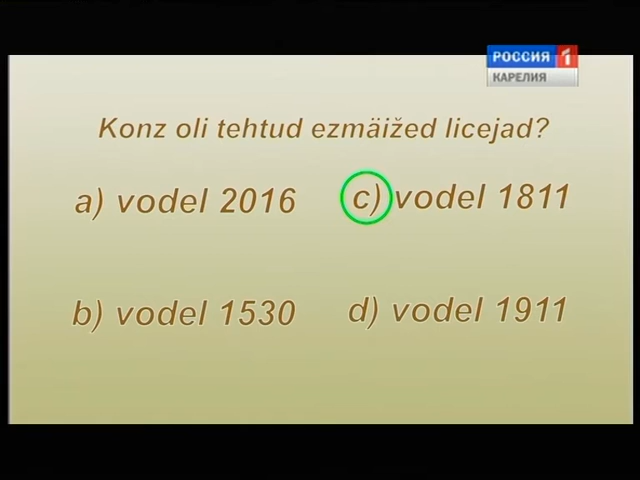 РОССИЯ 1
КАРЕЛИЯ
Konz oli tehtud ezmäižed licejad?
a) vodel 2016
c) vodel 1811
b) vodel 1530
d) vodel 1911